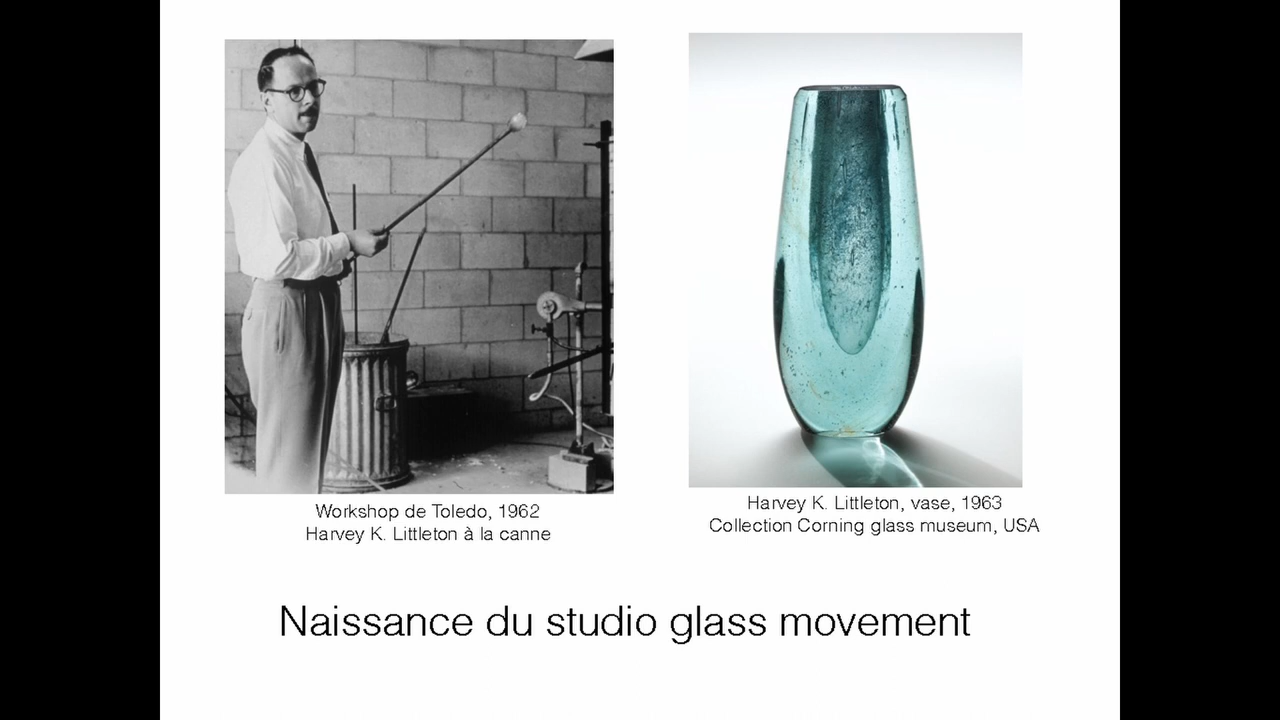 Workshop de Toledo, 1962
Harvey K. Littleton à la canne
Harvey K. Littleton, vase, 1963
Collection Corning glass museum, USA
Naissance du studio glass movement